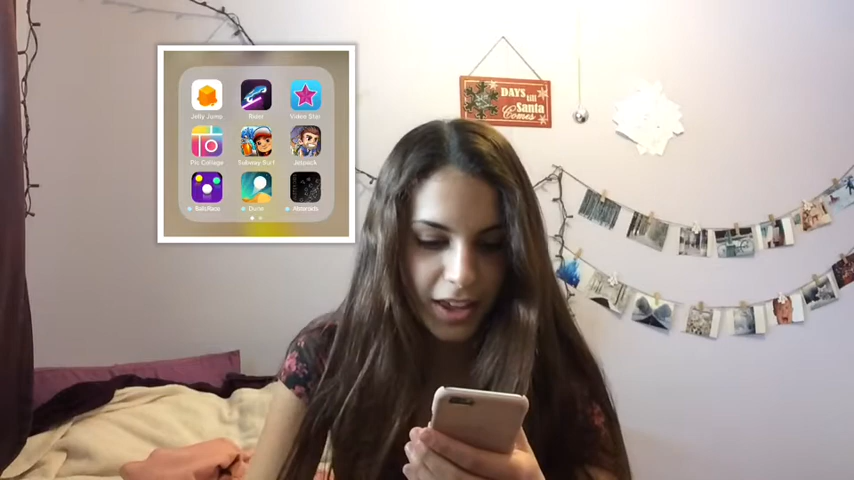 Jelly Jump Rider Video Star
Pic Collage Subway Surf Jetpack
BallzRace Dune Asteroids
DAYS till
Santa
Comes